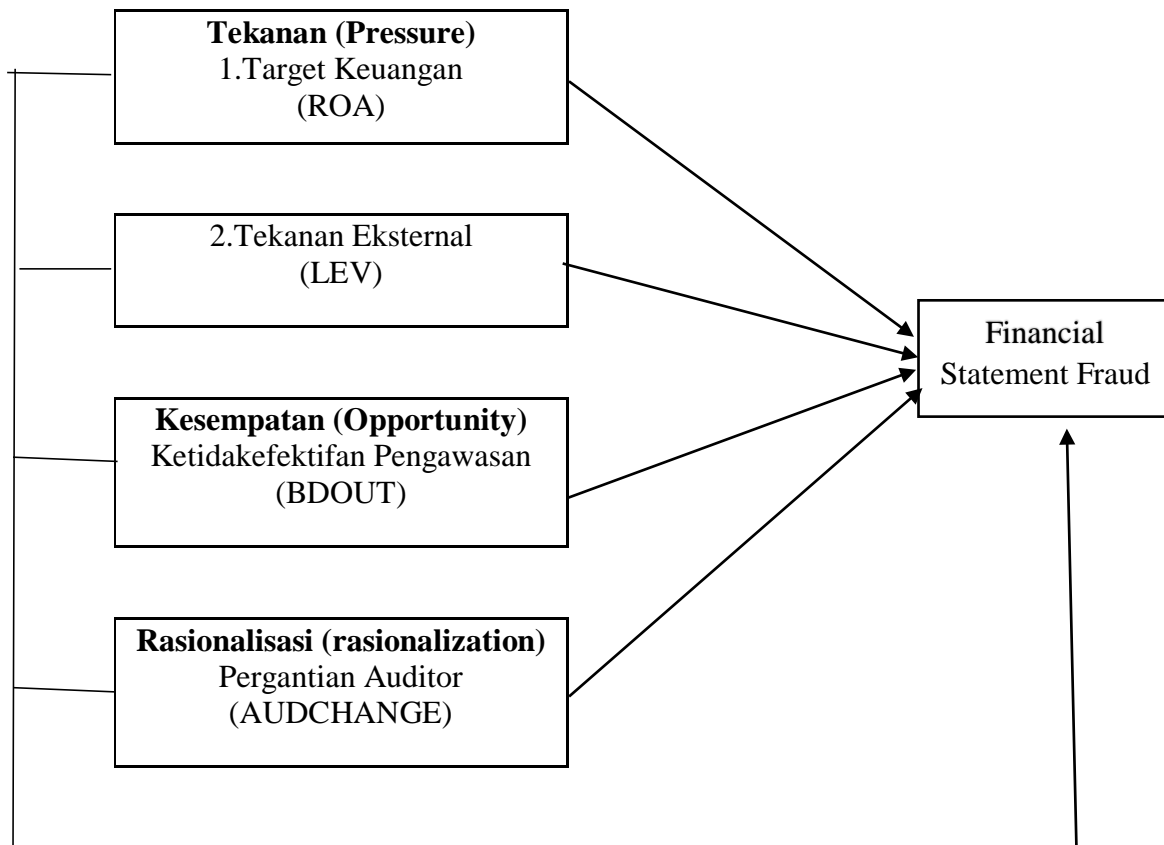 Tekanan (Pressure)
1.Target Keuangan
(ROA)
2.Tekanan Eksternal
(LEV)
Financial
Statement Fraud
Kesempatan (Opportunity)
Ketidakefektifan Pengawasan
(BDOUT)
Rasionalisasi (rasionalization)
Pergantian Auditor
(AUDCHANGE)